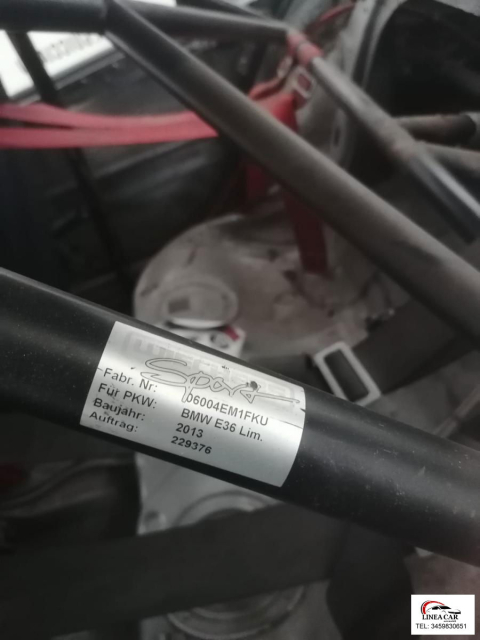 Sport
Fabr. Nr: 06004EM1FKU
Für PKW: BMW E36 Lim.
Baujahr: 2013
Auftrag: 229376
LINEA CAR
TEL: 3459830651